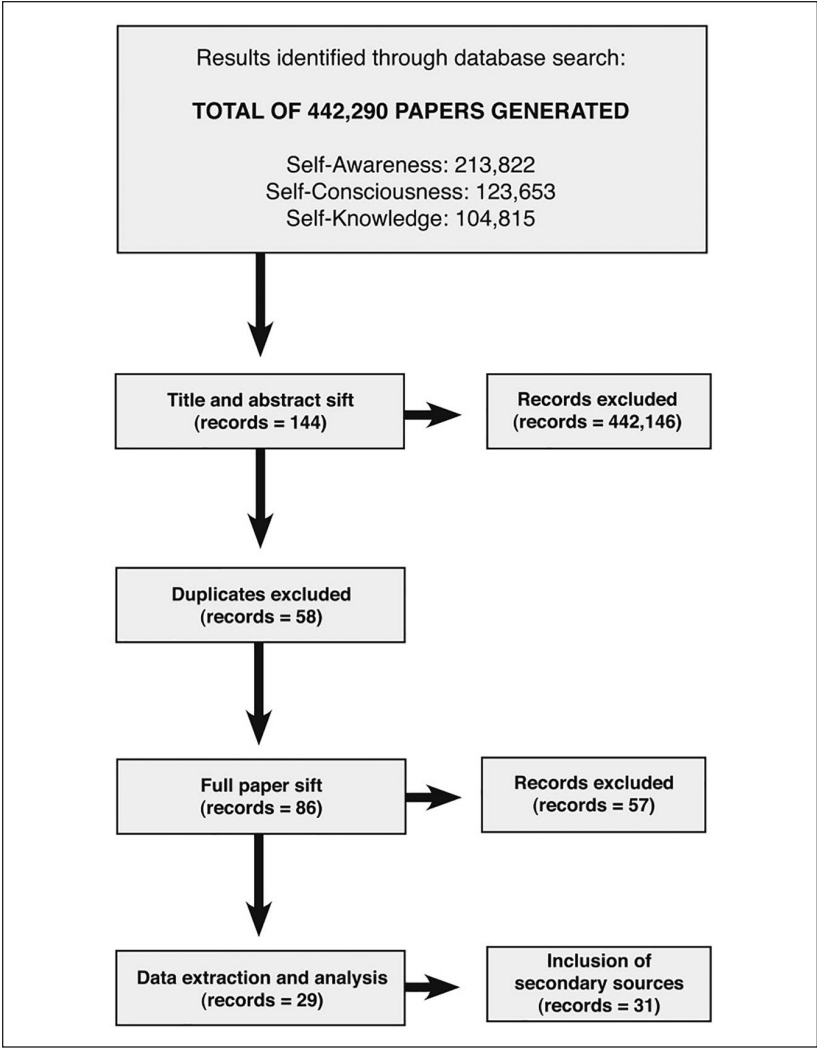 Results identified through database search:
TOTAL OF 442,290 PAPERS GENERATED
Self-Awareness: 213,822
Self-Consciousness: 123,653
Self-Knowledge: 104,815
Title and abstract sift
(records = 144)
Records excluded
(records = 442,146)
Duplicates excluded
(records = 58)
Full paper sift
(records = 86)
Records excluded
(records = 57)
Data extraction and analysis
(records = 29)
Inclusion of
secondary sources
(records = 31)